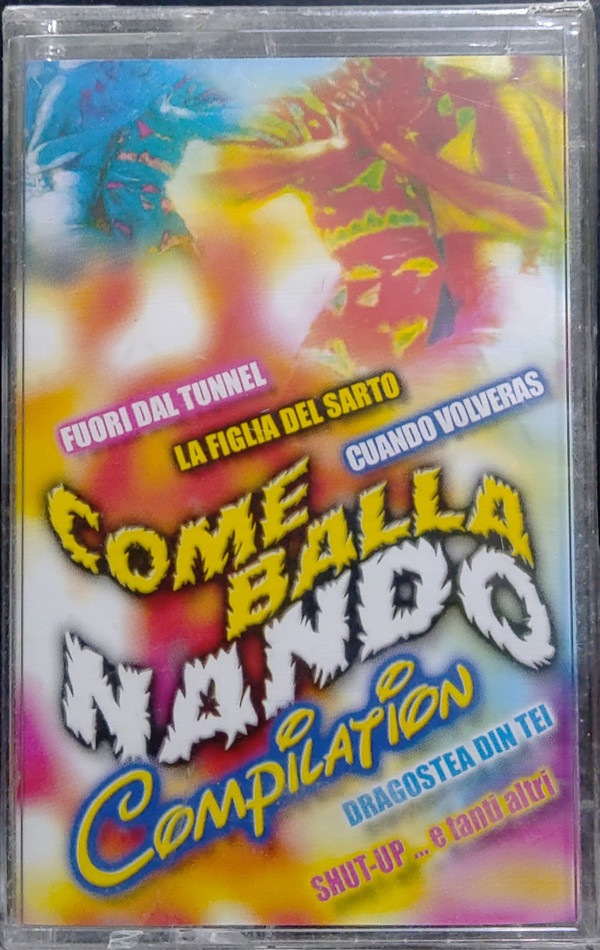 FUORI DAL TUNNEL
LA FIGLIA DEL SARTO
CUANDO VOLVERAS
COME
BALLA
NANDO
COMPILATION
DRAGOSTEA DIN TEI
SHUT-UP ... e tanti altri